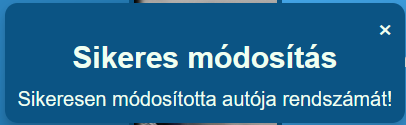 ×
Sikeres módosítás
Sikeresen módosította autója rendszámát!